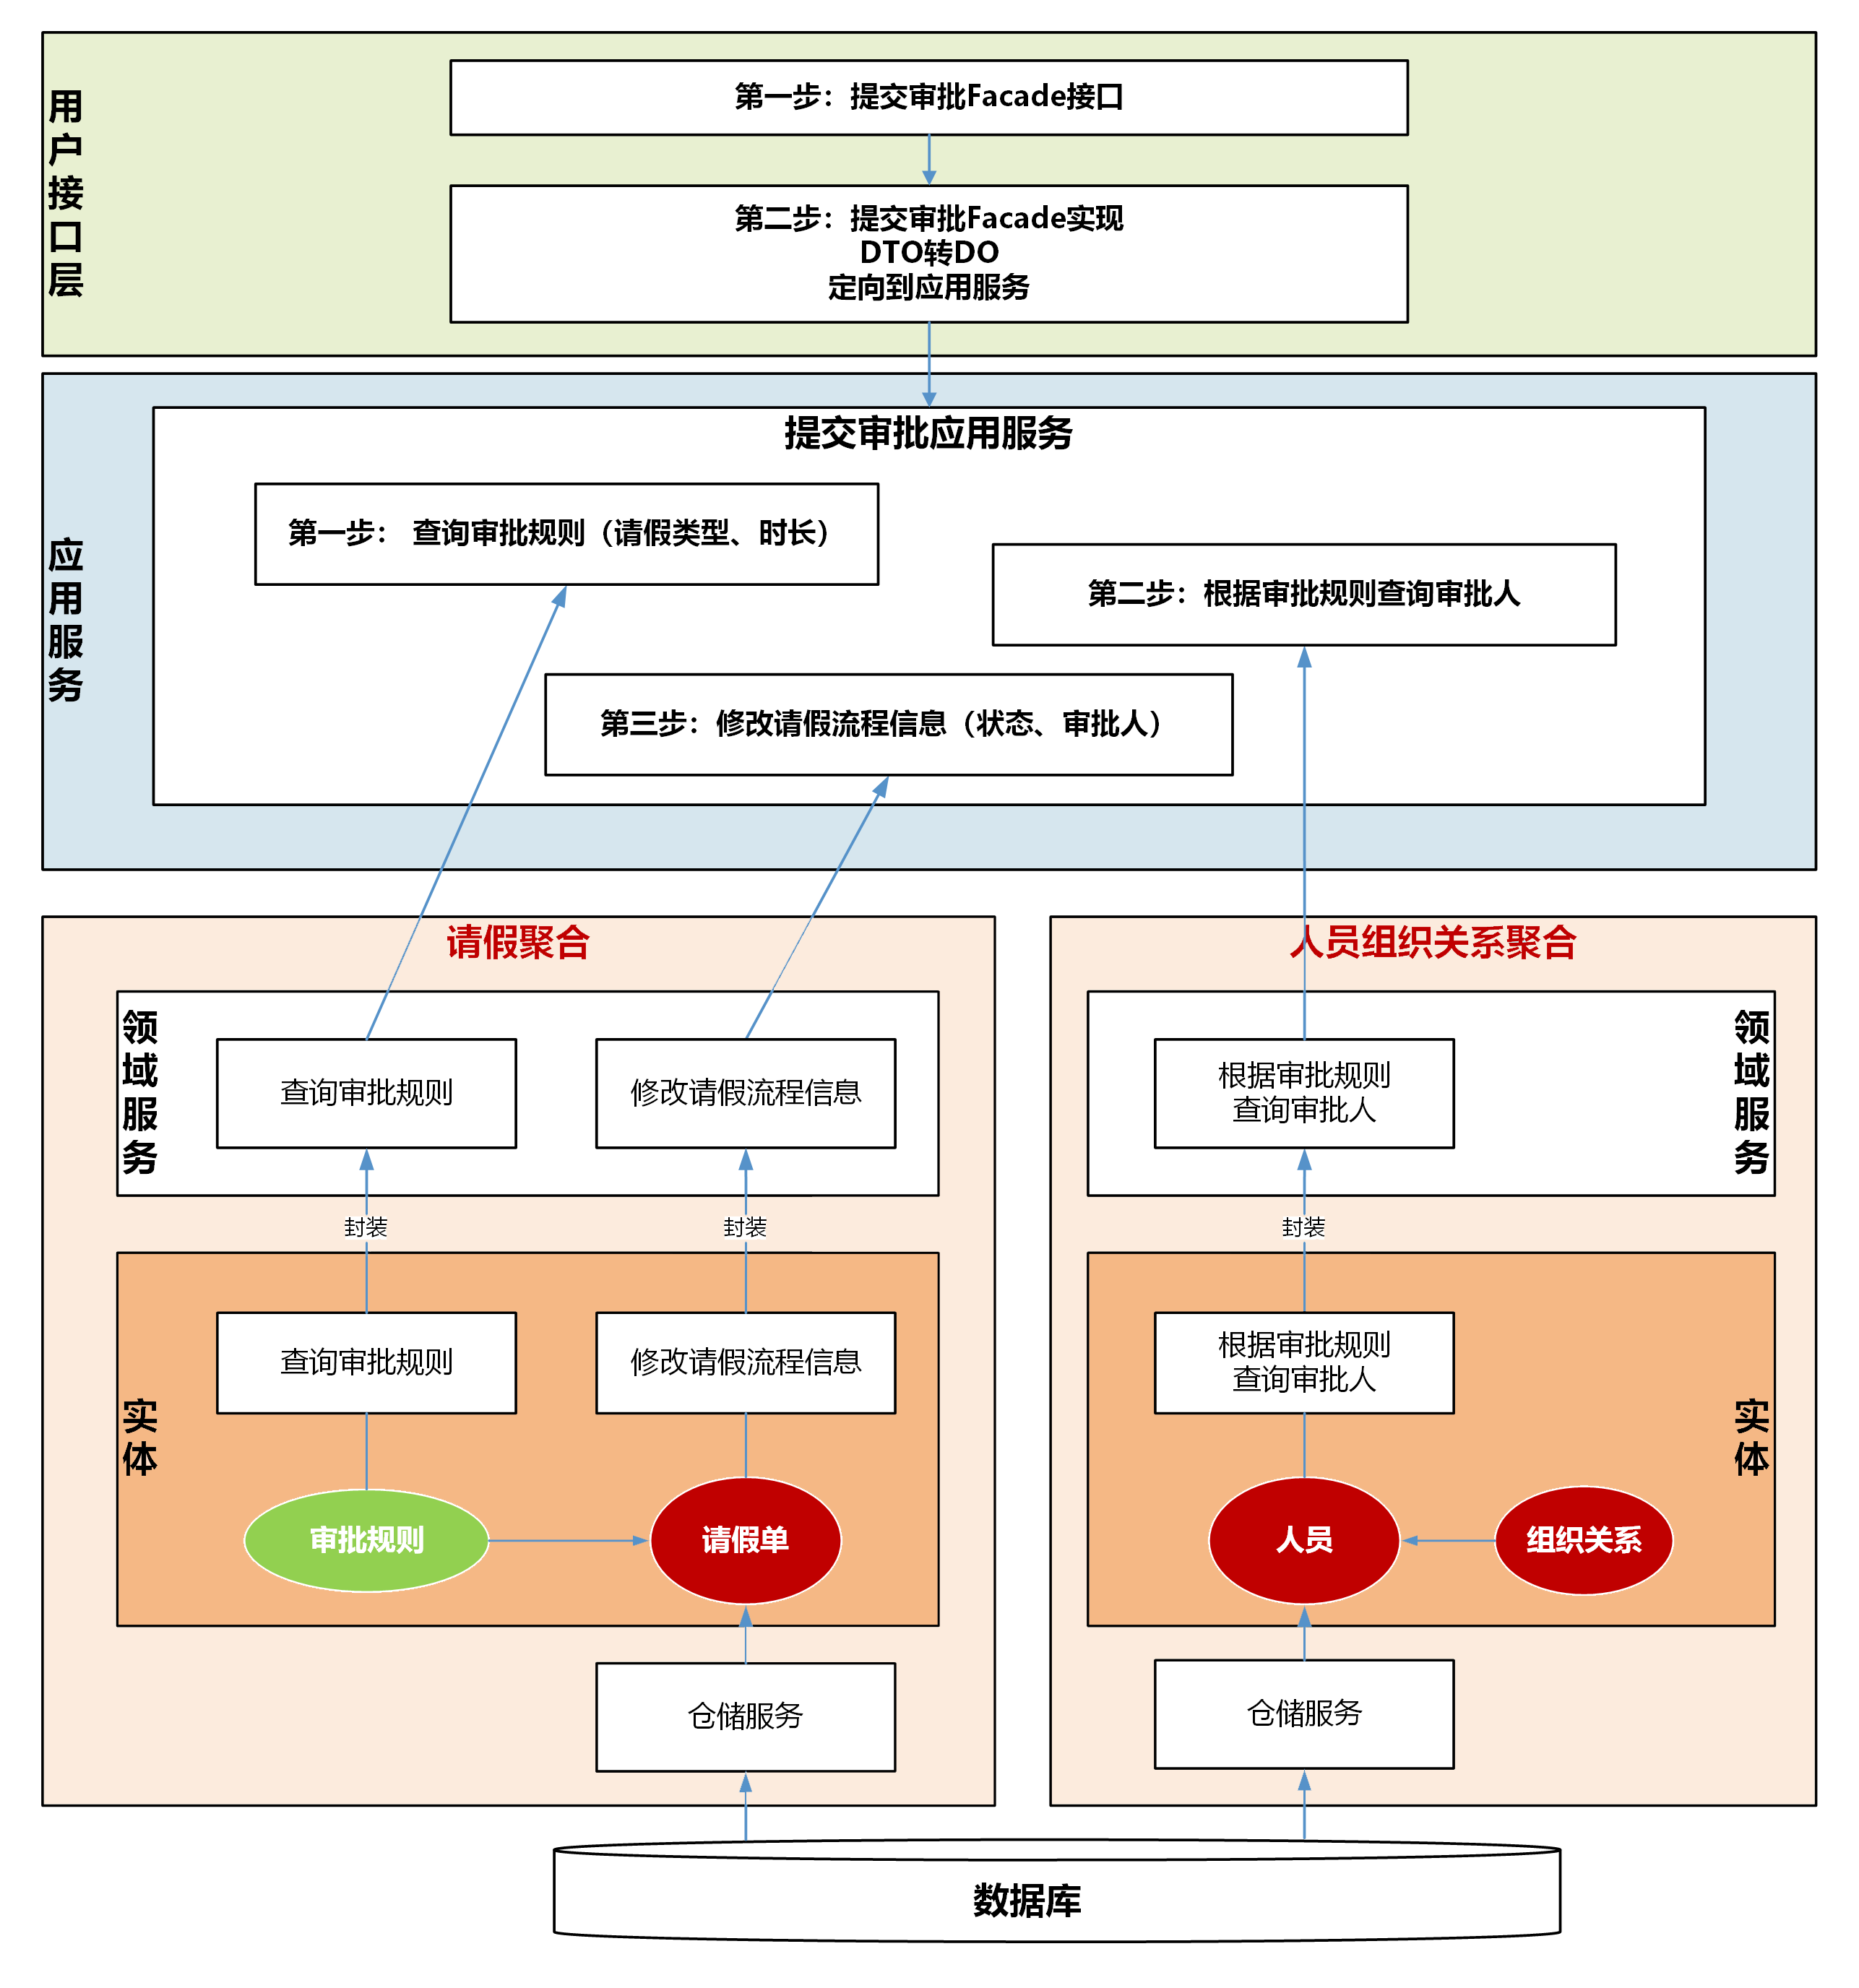 用户接口层
第一步：提交审批Facade接口
第二步：提交审批Facade实现
DTO转DO
定向到应用服务
应用服务
提交审批应用服务
第一步： 查询审批规则（请假类型、时长）
第二步：根据审批规则查询审批人
第三步：修改请假流程信息（状态、审批人）
请假聚合
领域服务
查询审批规则
修改请假流程信息
封装
封装
实体
查询审批规则
修改请假流程信息
审批规则
请假单
仓储服务
人员组织关系聚合
领域服务
根据审批规则
查询审批人
封装
实体
根据审批规则
查询审批人
人员
组织关系
仓储服务
数据库